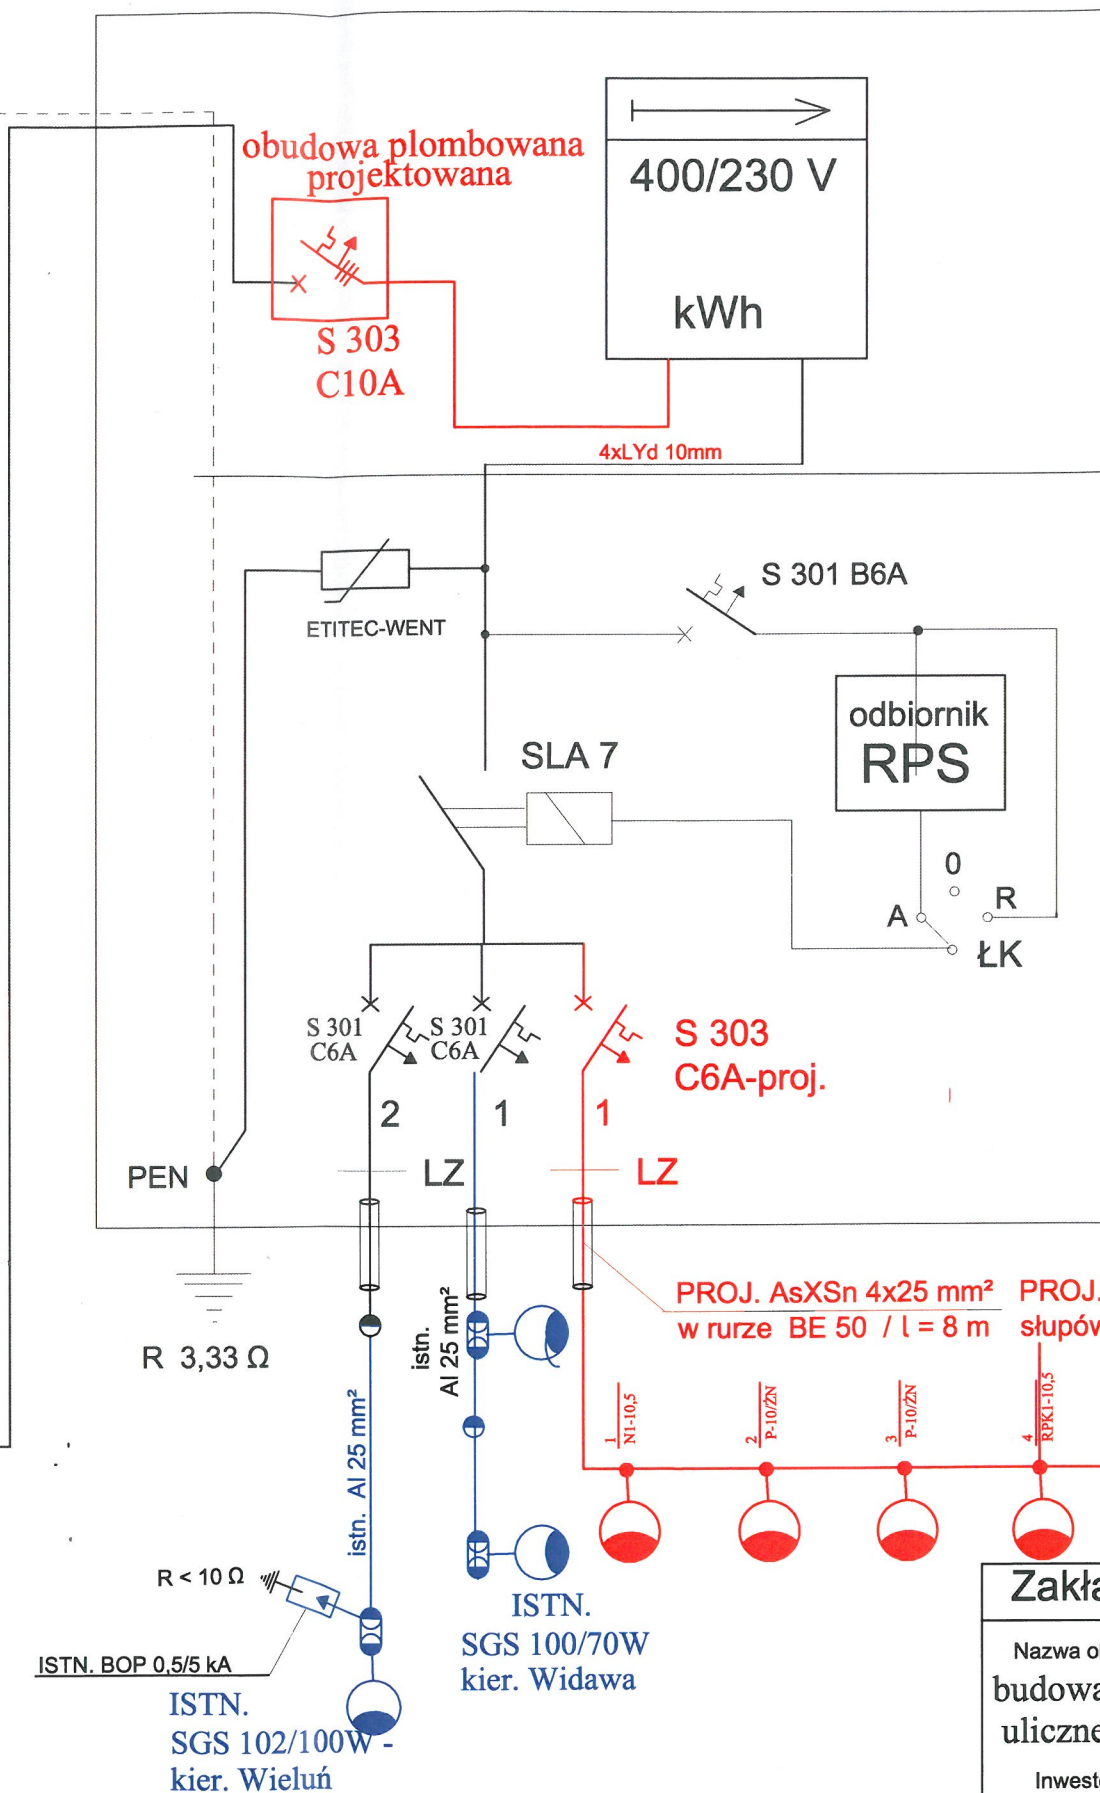 obudowa plombowana
projektowana
400/230 V
kWh
S 303
C10A
4xLYd 10mm
ETITEC-WENT
S 301 B6A
odbiornik
RPS
SLA 7
0
A
R
ŁK
S 301
C6A
S 301
C6A
S 303
C6A-proj.
2
1
1
PEN
LZ
LZ
PROJ. AsXSn 4x25 mm²
w rurze BE 50 / l = 8 m
PROJ.
słupów
R 3,33 Ω
istn.
Al 25 mm²
istn. Al 25 mm²
1
N1-10,5
2
P-10/ŻN
3
P-10/ŻN
4
RPK1-10,5
R < 10 Ω
ISTN. BOP 0,5/5 kA
ISTN.
SGS 100/70W
kier. Widawa
ISTN.
SGS 102/100W -
kier. Wieluń
Zakła
Nazwa ob
budowa
uliczne
Inweste